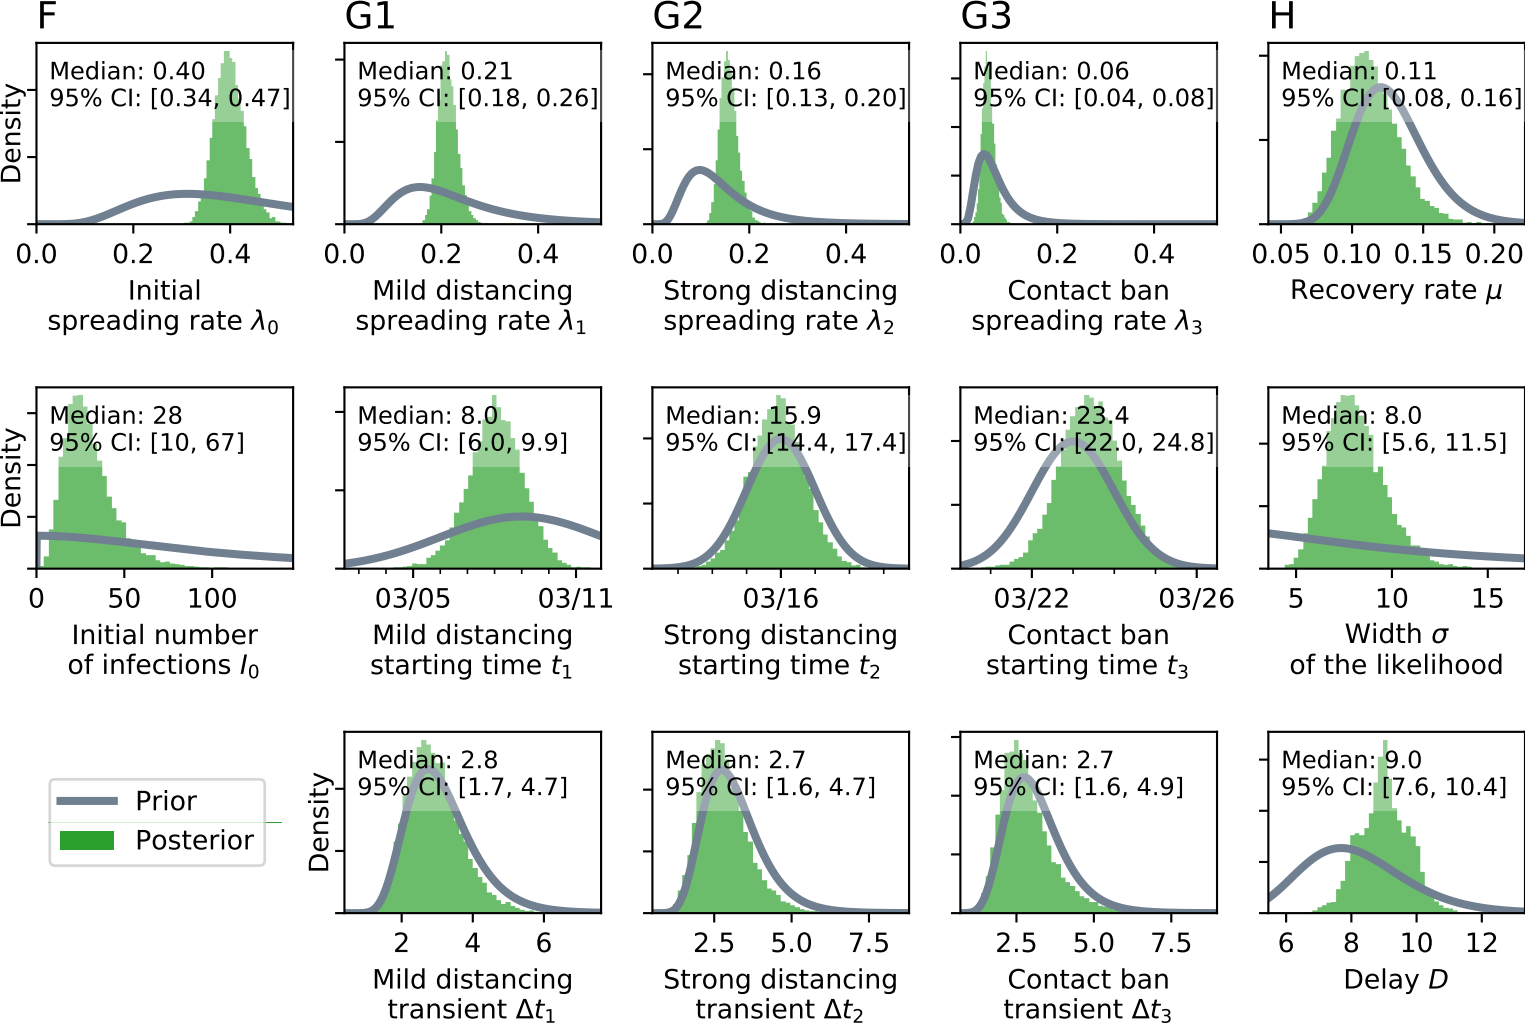 F
G1
G2
G3
H
Density
Median: 0.40
95% CI: [0.34, 0.47]
0.0 0.2 0.4
Initial
spreading rate λ0
Median: 0.21
95% CI: [0.18, 0.26]
0.0 0.2 0.4
Mild distancing
spreading rate λ1
Median: 0.16
95% CI: [0.13, 0.20]
0.0 0.2 0.4
Strong distancing
spreading rate λ2
Median: 0.06
95% CI: [0.04, 0.08]
0.0 0.2 0.4
Contact ban
spreading rate λ3
Median: 0.11
95% CI: [0.08, 0.16]
0.05 0.10 0.15 0.20
Recovery rate μ
Density
Median: 28
95% CI: [10, 67]
0 50 100
Initial number
of infections I0
Median: 8.0
95% CI: [6.0, 9.9]
03/05 03/11
Mild distancing
starting time t1
Median: 15.9
95% CI: [14.4, 17.4]
03/16
Strong distancing
starting time t2
Median: 23.4
95% CI: [22.0, 24.8]
03/22 03/26
Contact ban
starting time t3
Median: 8.0
95% CI: [5.6, 11.5]
5 10 15
Width σ
of the likelihood
Prior
Posterior
Density
Median: 2.8
95% CI: [1.7, 4.7]
2 4 6
Mild distancing
transient Δt1
Median: 2.7
95% CI: [1.6, 4.7]
2.5 5.0 7.5
Strong distancing
transient Δt2
Median: 2.7
95% CI: [1.6, 4.9]
2.5 5.0 7.5
Contact ban
transient Δt3
Median: 9.0
95% CI: [7.6, 10.4]
6 8 10 12
Delay D